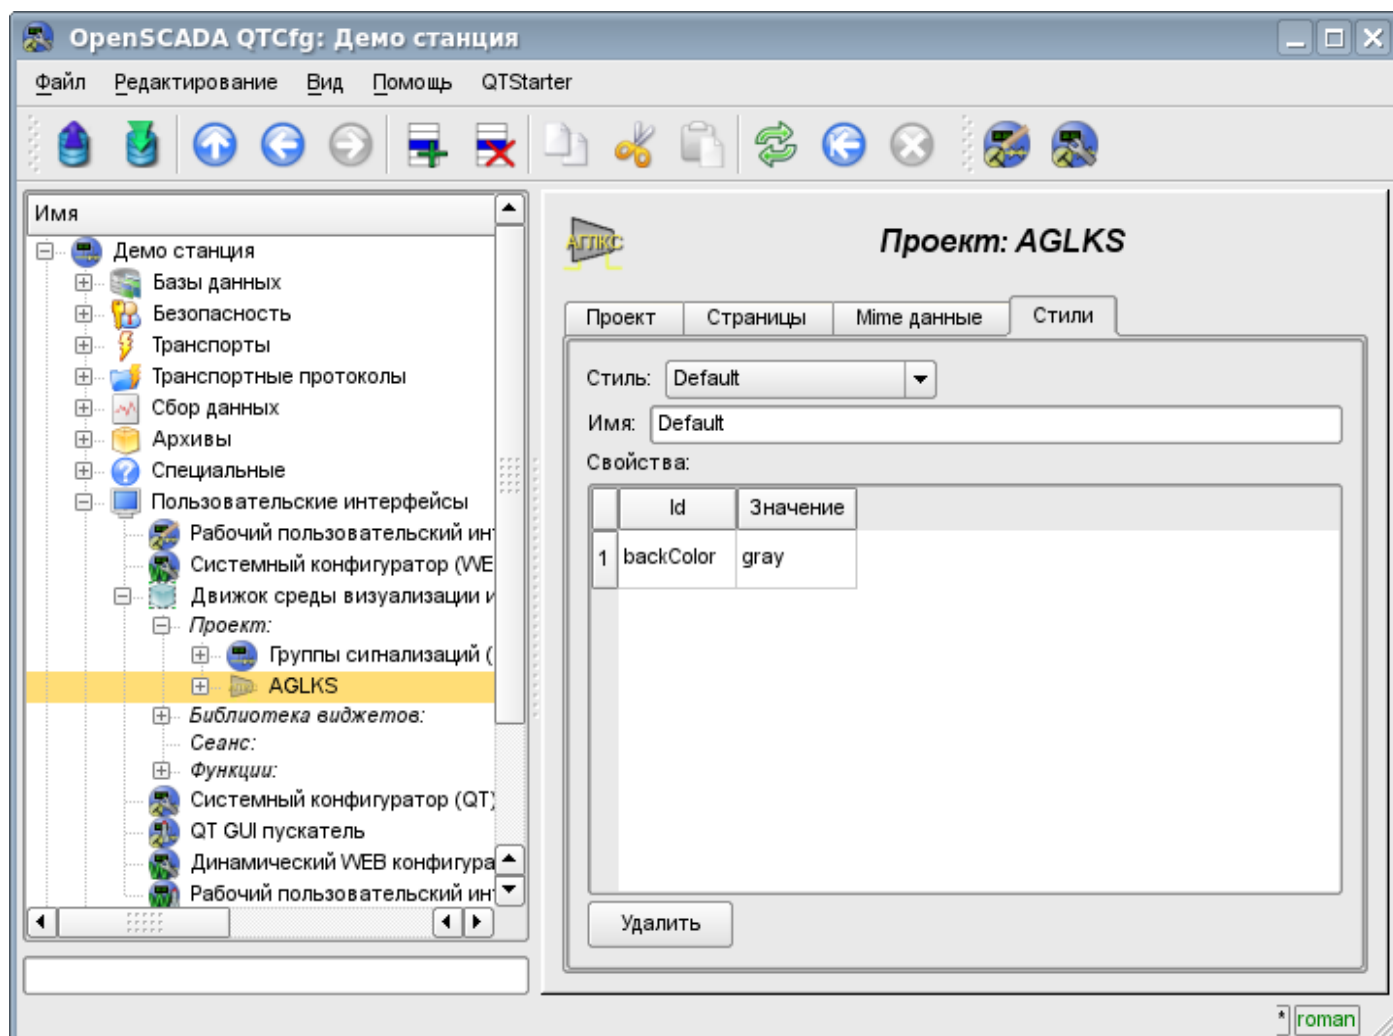 OpenSCADA QTCfg: Демо станция
Файл Редактирование Вид Помощь QTStarter
Имя
Демо станция
Базы данных
Безопасность
Транспорты
Транспортные протоколы
Сбор данных
Архивы
Специальные
Пользовательские интерфейсы
Рабочий пользовательский ин
Системный конфигуратор (WE
Движок среды визуализации и
Проект:
Группы сигнализаций (
AGLKS
Библиотека виджетов:
Сеанс:
Функции:
Системный конфигуратор (QT)
QT GUI пускатель
Динамический WEB конфигура
Рабочий пользовательский ин
АГЛКС
Проект: AGLKS
Проект Страницы Mime данные Стили
Стиль: Default
Имя: Default
Свойства:
Id Значение
1 backColor gray
Удалить
* roman